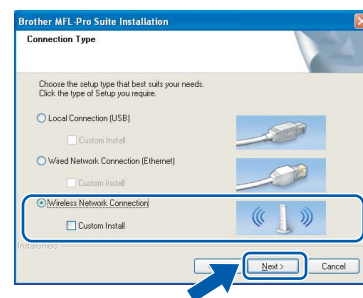 Brother MFL-Pro Suite Installation
Connection Type
Choose the setup type that best suits your needs.
Click the type of Setup you require.
Local Connection (USB)
Custom Install
Wired Network Connection (Ethernet)
Custom Install
Wireless Network Connection
Custom Install
InstallShield
Next >
Cancel